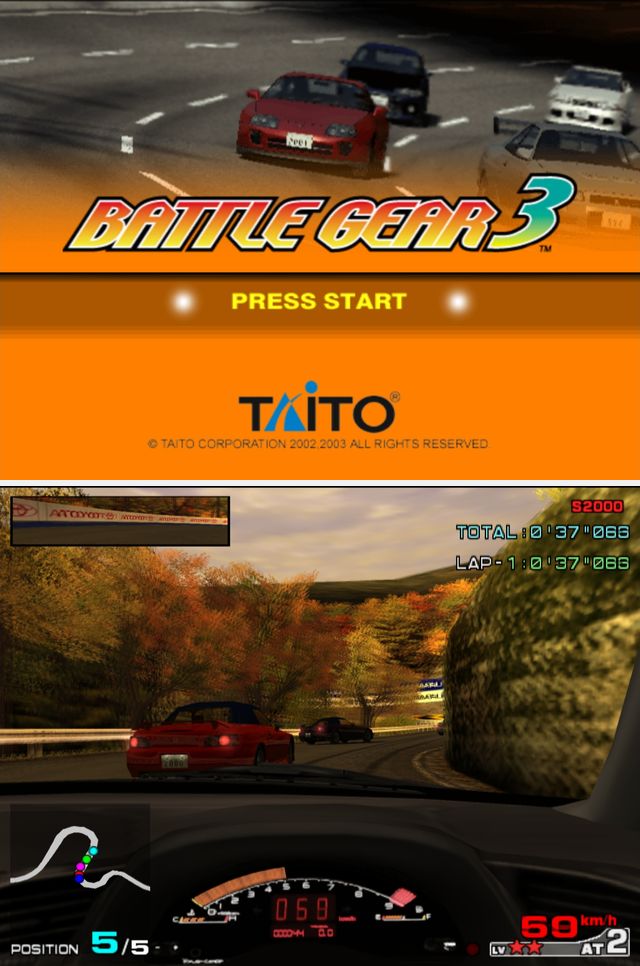 BATTLE GEAR 3 TM
PRESS START
TAITO®
© TAITO CORPORATION 2002,2003 ALL RIGHTS RESERVED.
S2000
TOTAL:0'37"066
LAP-1:0'37"066
059
C H
E F
59 km/h
POSITION 5/5
LV ★★ AT 2